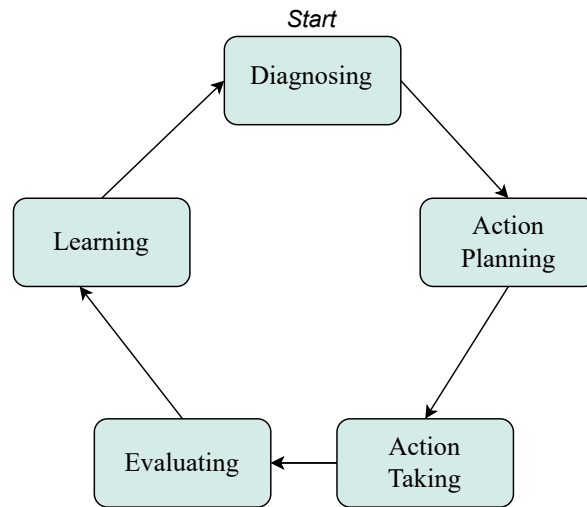 Start
Diagnosing
Action
Planning
Action
Taking
Evaluating
Learning